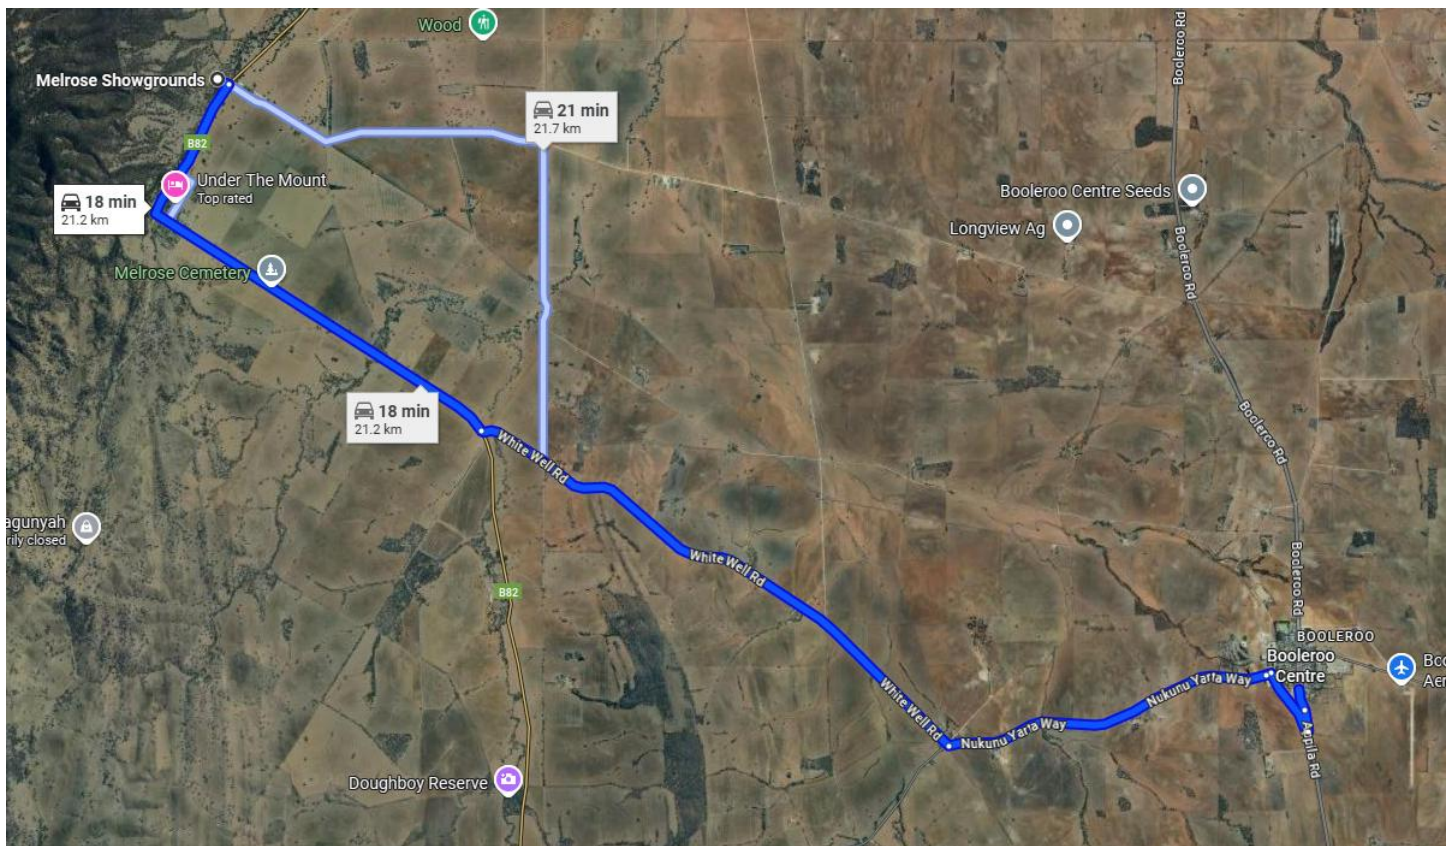 Wood
Melrose Showgrounds
21 min
21.7 km
B82
Under The Mount
Top rated
18 min
21.2 km
Booleroo Rd
Booleroo Centre Seeds
Longview Ag
Booleroo Rd
Melrose Cemetery
18 min
21.2 km
White Well Rd
Booleroo Rd
agunyah
rily closed
White Well Rd
B82
Booleroo Rd
BOOLEROO
Booleroo
Centre
Boo
Aer
White Well Rd
Nukunu Yarta Way
Nukunu Yarta Way
Appila Rd
Doughboy Reserve